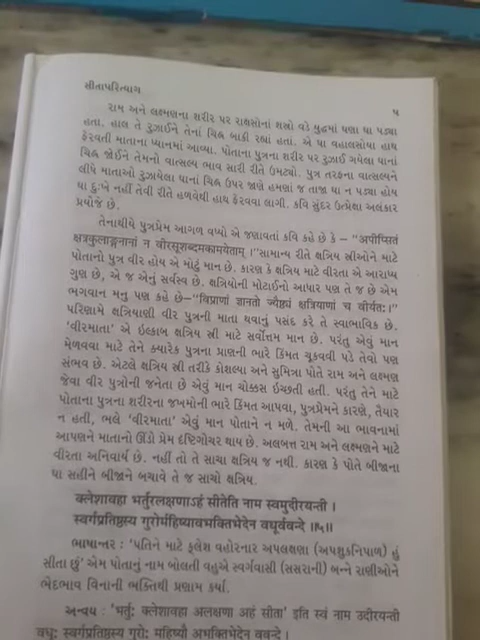 સીતાપરિત્યાગ ૫
રામ અને લક્ષ્મણના શરીર પર રાક્ષસોનાં શસ્ત્રો વડે યુદ્ધમાં ઘણા ઘા પડ્યા
હતા. હાલ તે રુઝાઈને તેનાં ચિહ્ન બાકી રહ્યાં હતાં. એ ઘા વહાલસોયા હાથ
ફેરવતી માતાના ધ્યાનમાં આવ્યા. પોતાના પુત્રના શરીર પર રુઝાઈ ગયેલા ઘાનાં
ચિહ્ન જોઈને તેમનો વાત્સલ્ય ભાવ સારી રીતે ઉમટ્યો. પુત્ર તરફના વાત્સલ્યને
લીધે માતાઓ રુઝાયેલા ઘાનાં ચિહ્ન ઉપર જાણે હમણાં જ તાજા ઘા ન પડ્યા હોય
ઘા દુઃખે નહીં તેવી રીતે હળવેથી હાથ ફેરવવા લાગી. કવિ સુંદર ઉત્પ્રેક્ષા અલંકાર
પ્રયોજે છે.
તેનાથીયે પુત્રપ્રેમ આગળ વધ્યો એ જણાવતાં કવિ કહે છે કે – “अपीप्सितं
क्षत्रकुलाङ्गनानां न वीरसूशब्दमकामयेताम् ।”સામાન્ય રીતે ક્ષત્રિય સ્ત્રીઓને માટે
પોતાનો પુત્ર વીર હોય એ મોટું માન છે. કારણ કે ક્ષત્રિય માટે વીરતા એ આરાધ્ય
ગુણ છે, એ જ એનું સર્વસ્વ છે. ક્ષત્રિયોની મોટાઈનો આધાર પણ તે જ છે એમ
ભગવાન મનુ પણ કહે છે–“विप्राणां ज्ञानतो ज्यैष्ठ्यं क्षत्रियाणां च वीर्यतः।”
પરિણામે ક્ષત્રિયાણી વીર પુત્રની માતા થવાનું પસંદ કરે તે સ્વાભાવિક છે.
‘વીરમાતા’ એ ઈલ્કાબ ક્ષત્રિય સ્ત્રી માટે સર્વોત્તમ માન છે. પરંતુ એવું માન
મેળવવા માટે તેને ક્યારેક પુત્રના પ્રાણની ભારે કિંમત ચૂકવવી પડે તેવો પણ
સંભવ છે. એટલે ક્ષત્રિય સ્ત્રી તરીકે કૌશલ્યા અને સુમિત્રા પોતે રામ અને લક્ષ્મણ
જેવા વીર પુત્રોની જનેતા છે એવું માન ચોક્કસ ઈચ્છતી હતી. પરંતુ તેને માટે
પોતાના પુત્રના શરીરના જખમોની ભારે કિંમત આપવા, પુત્રપ્રેમને કારણે, તૈયાર
ન હતી, ભલે ‘વીરમાતા’ એવું માન પોતાને ન મળે. તેમની આ ભાવનામાં
આપણને માતાનો ઊંડો પ્રેમ દષ્ટિગોચર થાય છે. અલબત્ત રામ અને લક્ષ્મણને માટે
વીરતા અનિવાર્ય છે. નહીં તો તે સાચા ક્ષત્રિય જ નથી. કારણ કે પોતે બીજાના
ઘા સહીને બીજાને બચાવે તે જ સાચો ક્ષત્રિય.
क्लेशावहा भर्तुरलक्षणाऽहं सीतेति नाम स्वमुदीरयन्ती ।
स्वर्गप्रतिष्ठस्य गुरोर्महिष्यावभक्तिभेदेन वधूर्ववन्दे ॥५॥
ભાષાન્તર : ‘પતિને માટે ક્લેશ વહોરનાર અપલક્ષણા (અપશુકનિપાળ) હું
સીતા છું’ એમ પોતાનું નામ બોલતી વહુએ સ્વર્ગવાસી (સસરાની) બન્ને રાણીઓને
ભેદભાવ વિનાની ભક્તિથી પ્રણામ કર્યા.
अन्वय : ‘भर्तुः क्लेशावहा अलक्षणा अहं सीता’ इति स्वं नाम उदीरयन्ती
वधूः स्वर्गप्रतिष्ठस्य गुरोः महिष्यौ अभक्तिभेदेन ववन्दे ।